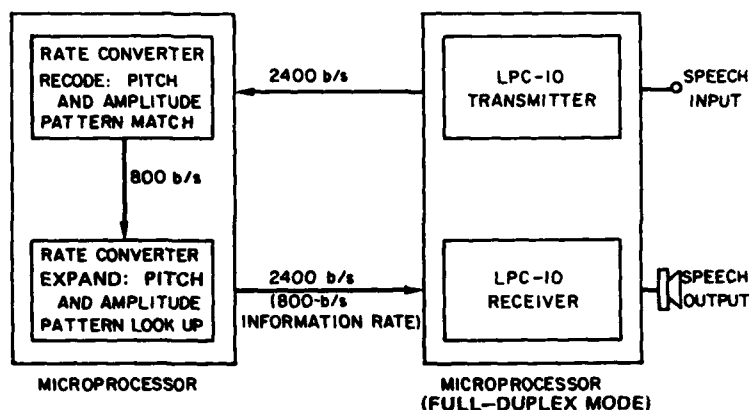 RATE CONVERTER
RECODE: PITCH
AND AMPLITUDE
PATTERN MATCH
2400 b/s
LPC-10
TRANSMITTER
SPEECH
INPUT
800 b/s
RATE CONVERTER
EXPAND: PITCH
AND AMPLITUDE
PATTERN LOOK UP
2400 b/s
(800-b/s
INFORMATION RATE)
LPC-10
RECEIVER
SPEECH
OUTPUT
MICROPROCESSOR
MICROPROCESSOR
(FULL-DUPLEX MODE)